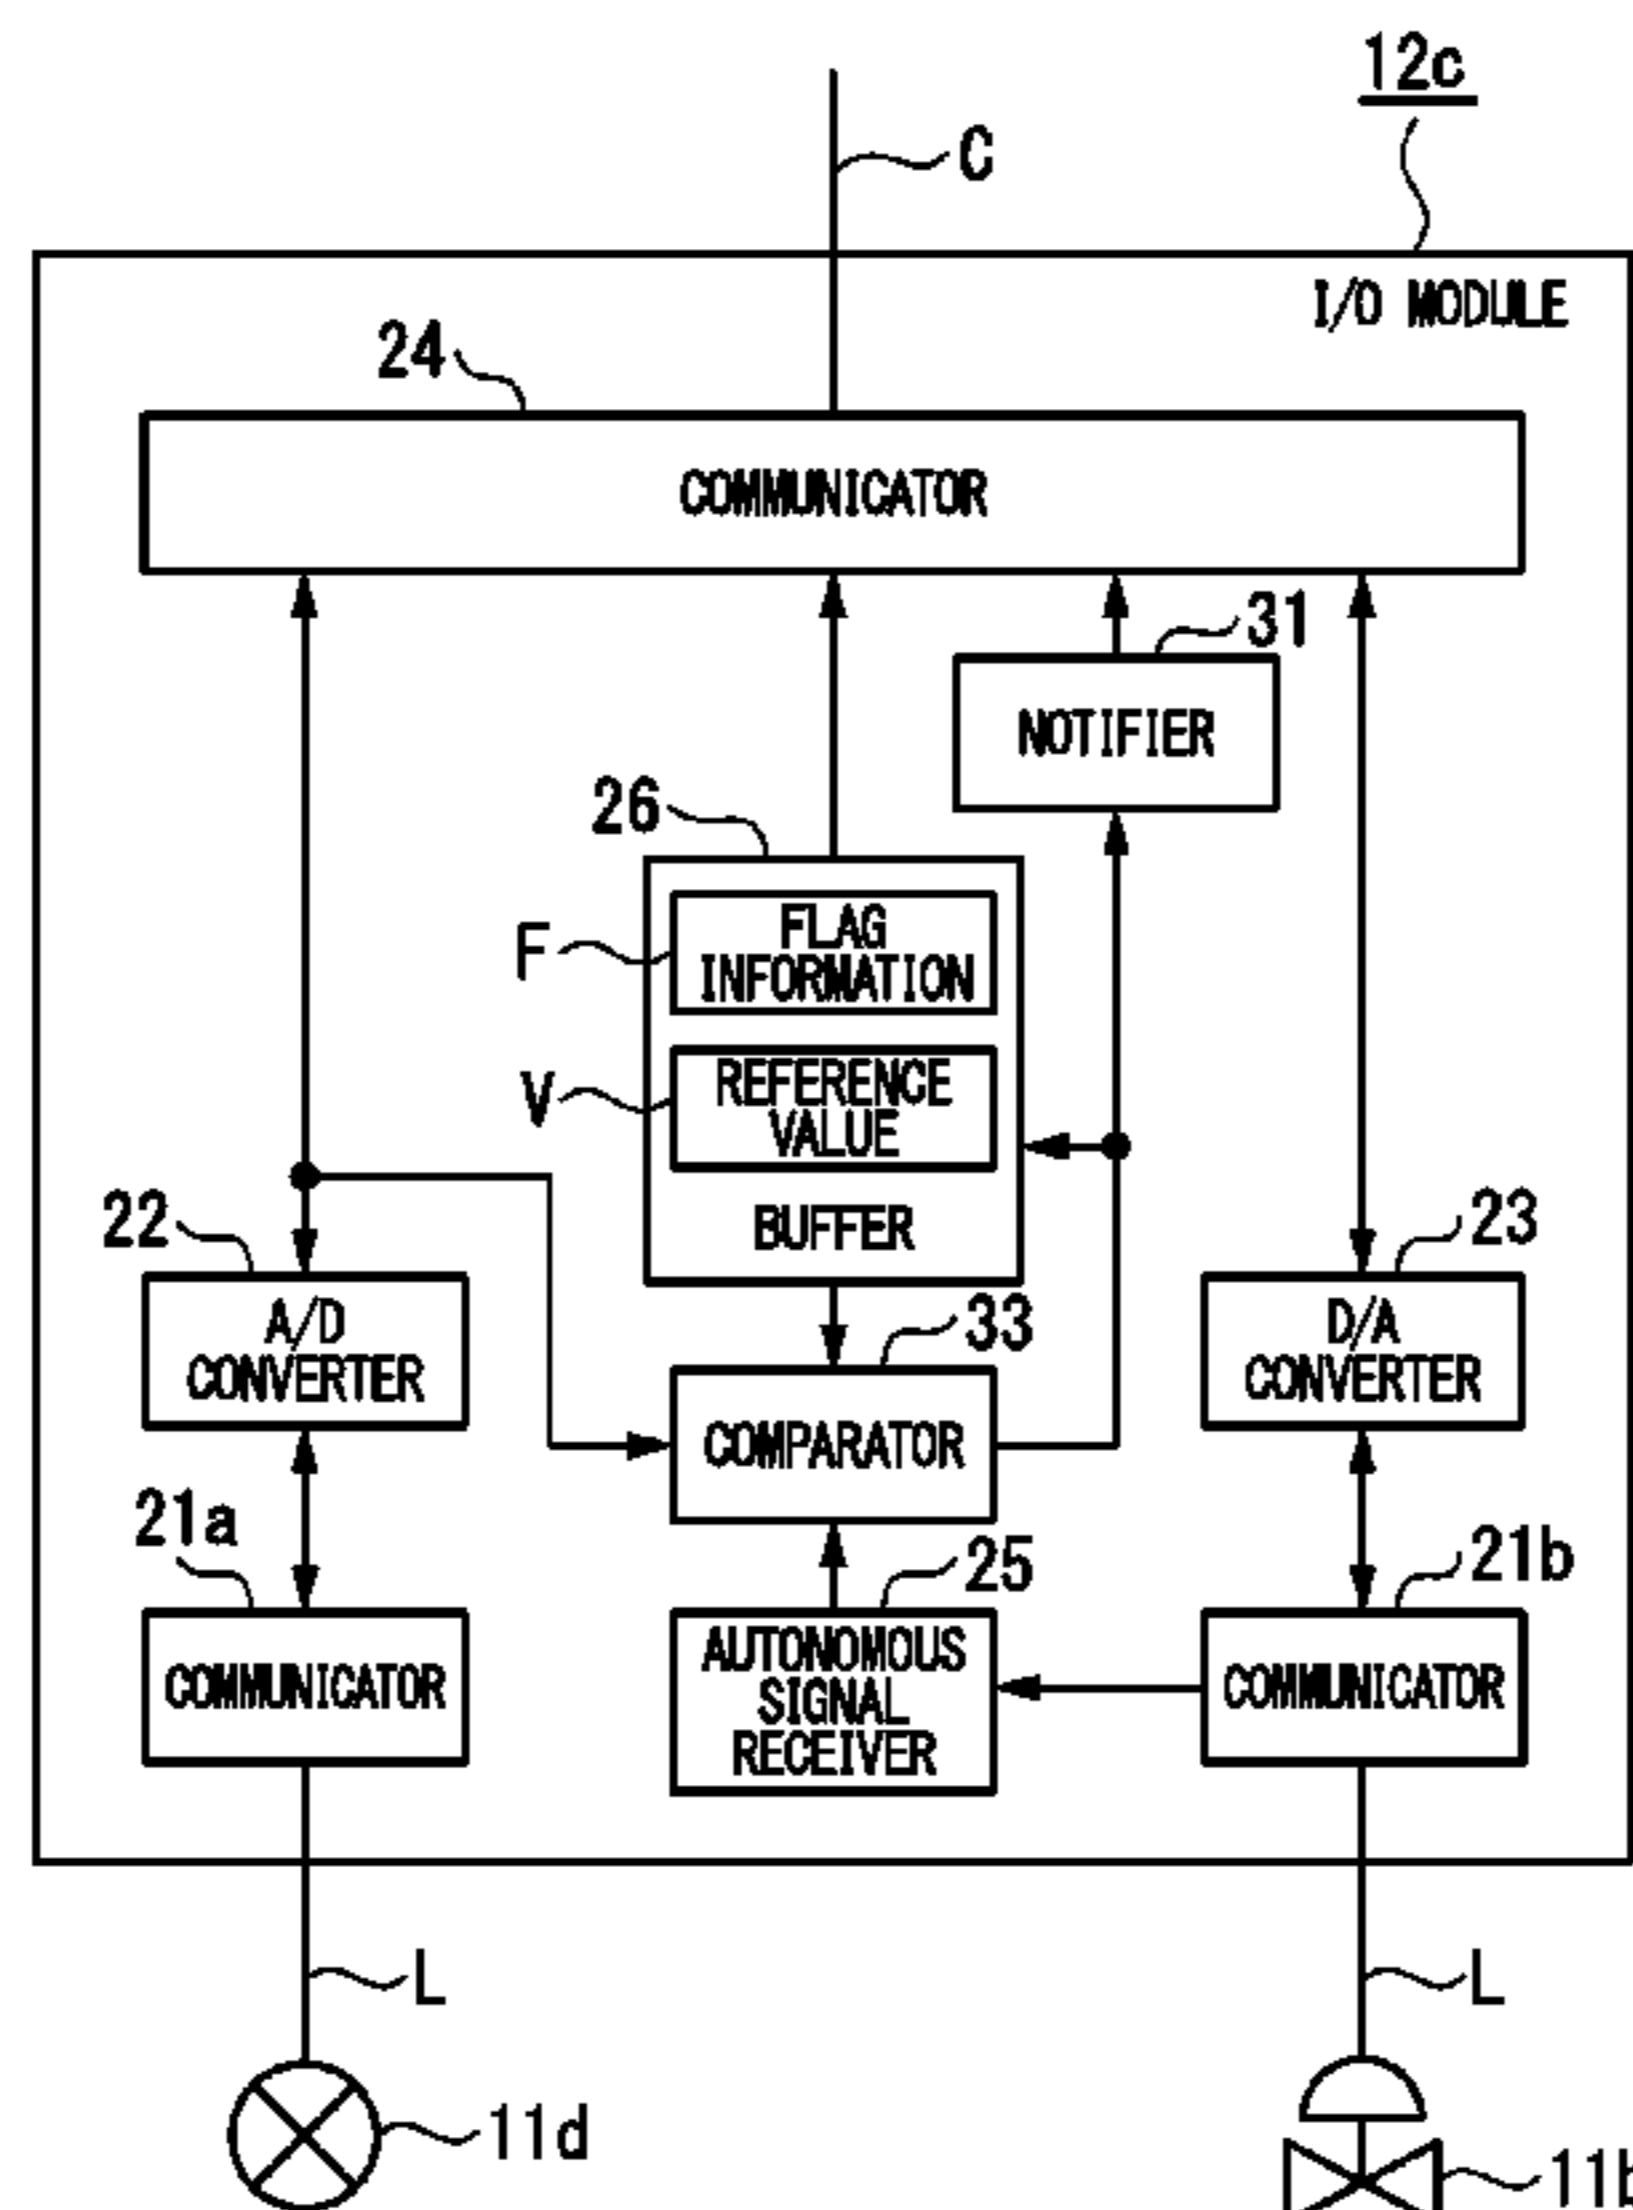 12c
C
I/O MODULE
24
COMMUNICATOR
31
NOTIFIER
26
F
FLAG
INFORMATION
V
REFERENCE
VALUE
BUFFER
22
23
A/D
CONVERTER
33
D/A
CONVERTER
COMPARATOR
21a
25
21b
COMMUNICATOR
AUTONOMOUS
SIGNAL
RECEIVER
COMMUNICATOR
L
L
11d
11b